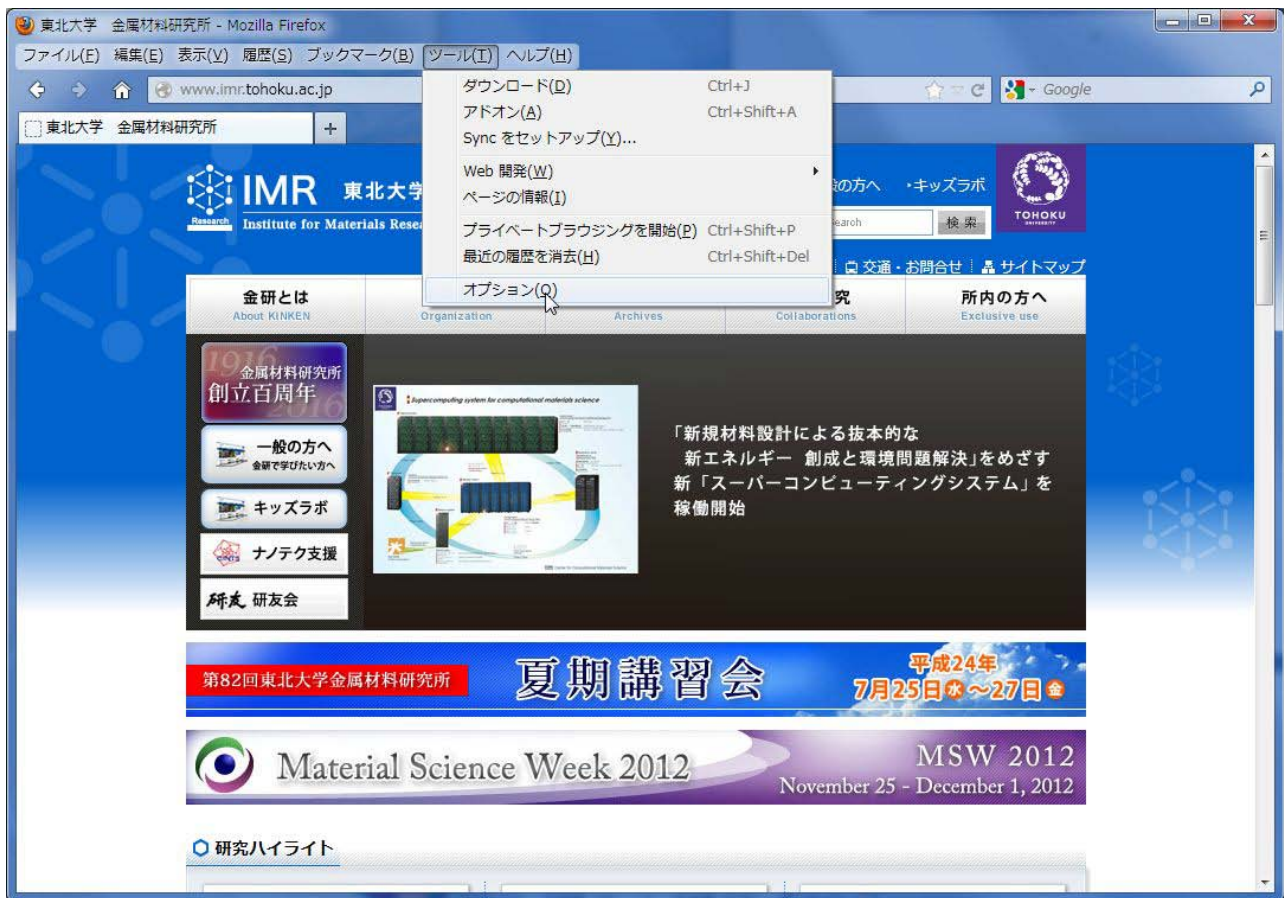 東北大学 金属材料研究所 - Mozilla Firefox
ファイル(F) 編集(E) 表示(V) 履歴(S) ブックマーク(B) ツール(T) ヘルプ(H)
www.imr.tohoku.ac.jp
Google
東北大学 金属材料研究所
ダウンロード(D) Ctrl+J
アドオン(A) Ctrl+Shift+A
Sync をセットアップ(Y)...
Web 開発(W)
ページの情報(I)
プライベートブラウジングを開始(P) Ctrl+Shift+P
最近の履歴を消去(H) Ctrl+Shift+Del
オプション(O)
IMR 東北大学
Research Institute for Materials
の方へ ・キッズラボ
検索
TOHOKU
UNIVERSITY
交通・お問合せ サイトマップ
金研とは
About KINKEN
Organization
Archives
究
Collaborations
所内の方へ
Exclusive use
1916
金属材料研究所
創立百周年
2016
一般の方へ
金研で学びたい方へ
キッズラボ
ナノテク支援
研友 研友会
Supercomputing system for computational materials science
「新規材料設計による抜本的な
新エネルギー 創成と環境問題解決」をめざす
新「スーパーコンピューティングシステム」を
稼働開始
第82回東北大学金属材料研究所
夏期講習会
平成24年
7月25日水~27日金
Material Science Week 2012
MSW 2012
November 25 - December 1, 2012
研究ハイライト